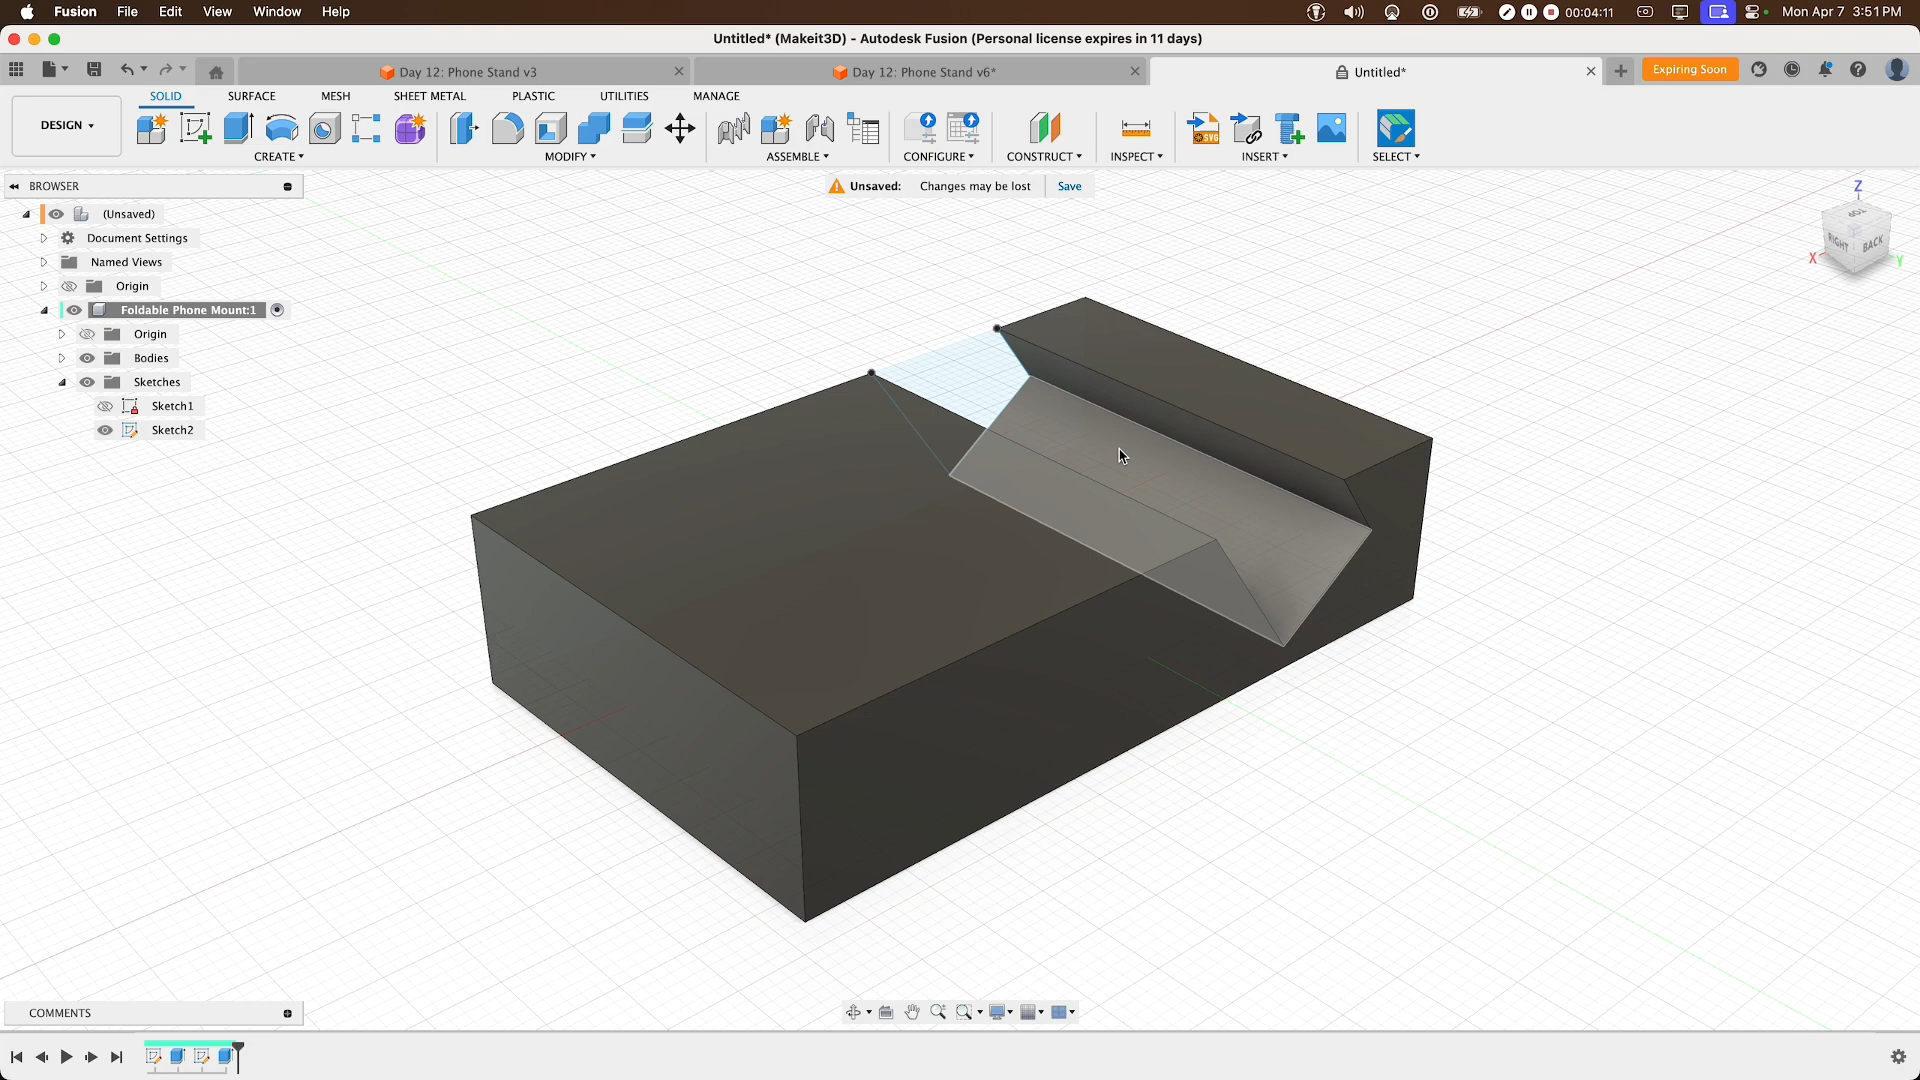 Fusion File Edit View Window Help 00:04:11 Mon Apr 7 3:51 PM
Untitled* (Makeit3D) - Autodesk Fusion (Personal license expires in 11 days)
Day 12: Phone Stand v3 Day 12: Phone Stand v6* Untitled* Expiring Soon
SOLID SURFACE MESH SHEET METAL PLASTIC UTILITIES MANAGE
DESIGN
CREATE MODIFY ASSEMBLE CONFIGURE CONSTRUCT INSPECT INSERT SELECT
BROWSER
Unsaved: Changes may be lost Save
(Unsaved)
Document Settings
Named Views
Origin
Foldable Phone Mount:1
Origin
Bodies
Sketches
Sketch1
Sketch2
Z
TOP
RIGHT BACK
X Y
COMMENTS